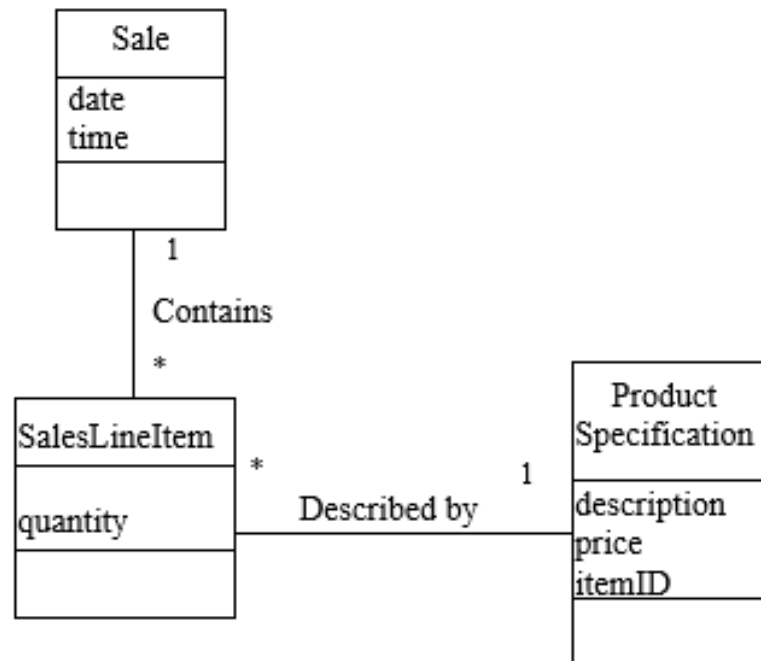 Sale
date
time
1
Contains
*
SalesLineItem
quantity
*
Described by
1
Product
Specification
description
price
itemID